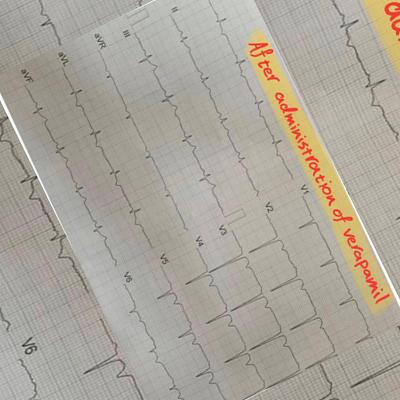 After administration of verapamil
II
III
aVR
aVL
aVF
V1
V2
V3
V4
V5
V6
V6